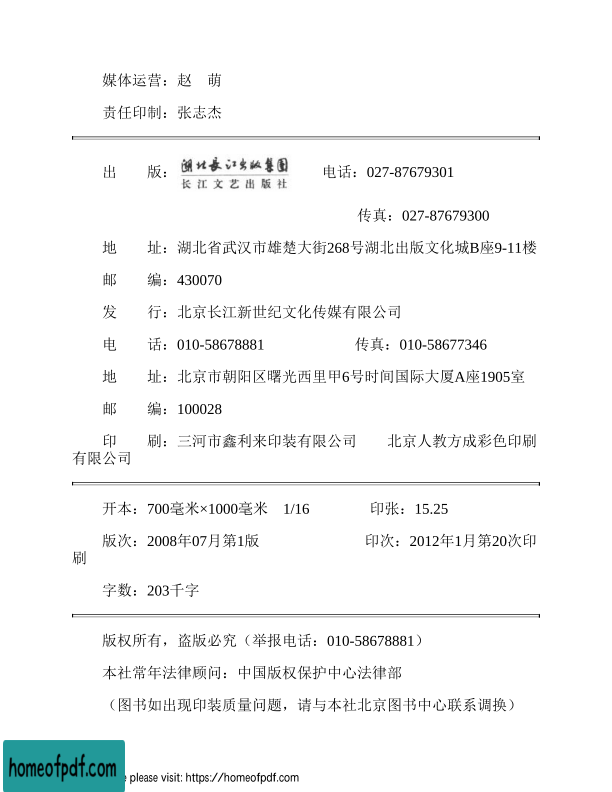 媒体运营：赵　萌
责任印制：张志杰
出　　版：湖北长江出版集团 长江文艺出版社　　电话：027-87679301
传真：027-87679300
地　　址：湖北省武汉市雄楚大街268号湖北出版文化城B座9-11楼
邮　　编：430070
发　　行：北京长江新世纪文化传媒有限公司
电　　话：010-58678881　　　　　　传真：010-58677346
地　　址：北京市朝阳区曙光西里甲6号时间国际大厦A座1905室
邮　　编：100028
印　　刷：三河市鑫利来印装有限公司　　北京人教方成彩色印刷
有限公司
开本：700毫米×1000毫米　1/16　　　　印张：15.25
版次：2008年07月第1版　　　　　　　印次：2012年1月第20次印
刷
字数：203千字
版权所有，盗版必究（举报电话：010-58678881）
本社常年法律顾问：中国版权保护中心法律部
（图书如出现印装质量问题，请与本社北京图书中心联系调换）
homeofpdf.com
please visit: https://homeofpdf.com